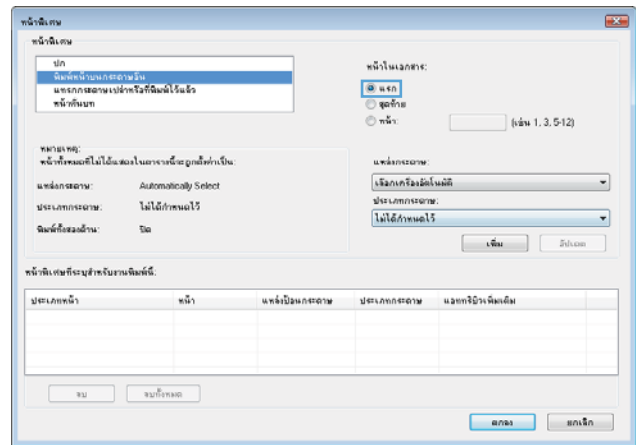 หน้าพิเศษ
หน้าพิเศษ
ปก
พิมพ์หน้าบนกระดาษอื่น
แทรกกระดาษเปล่าหรือที่พิมพ์ไว้แล้ว
หน้าคั่นบท
หน้าในเอกสาร:
แรก
สุดท้าย
หน้า: (เช่น 1, 3, 5-12)
หมายเหตุ:
หน้าทั้งหมดที่ไม่ได้แสดงในตารางนี้จะถูกตั้งค่าเป็น:
แหล่งกระดาษ: Automatically Select
ประเภทกระดาษ: ไม่ได้กำหนดไว้
พิมพ์ทั้งสองด้าน: ปิด
แหล่งกระดาษ:
เลือกเครื่องอัตโนมัติ
ประเภทกระดาษ:
ไม่ได้กำหนดไว้
เพิ่ม อัปเดต
หน้าพิเศษที่ระบุสำหรับงานพิมพ์นี้:
ประเภทหน้า หน้า แหล่งป้อนกระดาษ ประเภทกระดาษ แอททริบิวเพิ่มเติม
ลบ ลบทั้งหมด
ตกลง ยกเลิก